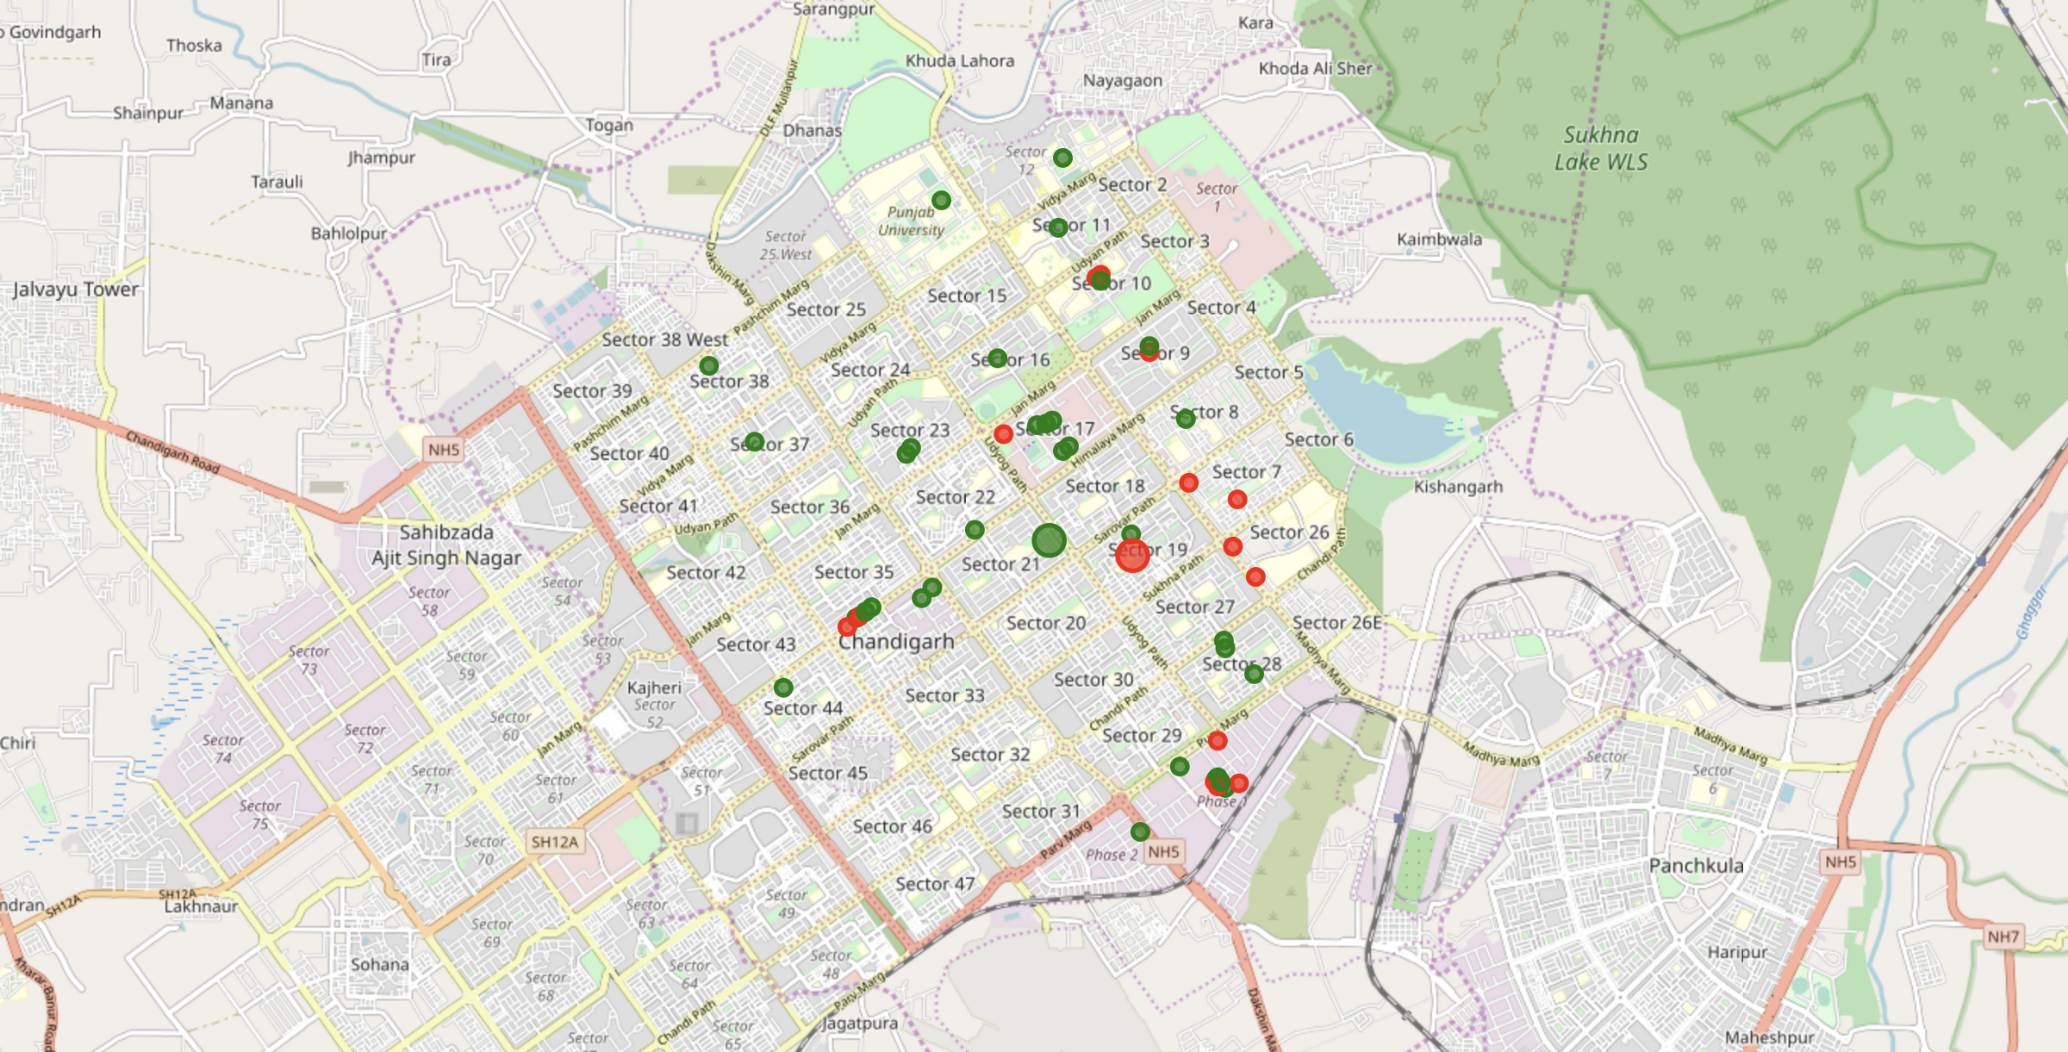 Sarangpur
Kara
o Govindgarh
Thoska
Tira
Khuda Lahora
Khoda Ali Sher
Nayagaon
DLF Mullanpur
Manana
Shainpur
Togan
Dhanas
Sukhna
Lake WLS
Jhampur
Sector
12
Tarauli
Vidya Marg
Sector 2
Sector
1
Punjab
University
Sector 11
Bahlolpur
Sector
25 West
Udyan Path
Sector 3
Kaimbwala
Dakshin Marg
Jalvayu Tower
Pashchim Marg
Sector 15
Sector 10
Sector 25
Jan Marg
Sector 4
Sector 38 West
Vidya Marg
Sector 16
Sector 9
Sector 24
Sector 5
Sector 39
Sector 38
Udyan Path
Jan Marg
Sector 8
Pashchim Marg
Sector 23
Sector 17
Himalaya Marg
Sector 6
Chandigarh Road
NH5
Sector 40
Sector 37
Udyog Path
Vidya Marg
Sector 7
Sector 18
Kishangarh
Sector 41
Sector 36
Sector 22
Jan Marg
Sarovar Path
Udyan Path
Sahibzada
Ajit Singh Nagar
Sector 26
Chandi Path
Sector 19
Sector 42
Sector 35
Sector 21
Sukhna Path
Sector
58
Sector
54
Ghaggar
Sector 27
Jan Marg
Sector 20
Sector 26E
Udyog Path
Sector 43
Chandigarh
Sector
53
Sector
73
Sector
59
Sector 28
Madhya Marg
Kajheri
Sector
52
Sector 30
Sector 33
Sector 44
Chandi Path
Sector
60
Sector
72
Sector
74
Jan Marg
Sarovar Path
Sector 29
Chiri
Sector 32
Madhya Marg
Madhya Marg
Sector
7
Sector
6
Sector
71
Sector
61
Sector
51
Sector 45
Phase 1
Sector
75
Sector 31
Sector 46
SH12A
Sector
70
Parv Marg
Phase 2
NH5
NH5
Panchkula
Sector 47
SH12A
SH12A
ndran
Lakhnaur
Sector
49
Sector
63
Sector
69
NH7
Sohana
Sector
48
Haripur
Sector
64
Sector
68
Parv Marg
Kharar-Banur Road
Chandi Path
Jagatpura
Sector
65
Sector
Dakshin Ma
Maheshpur